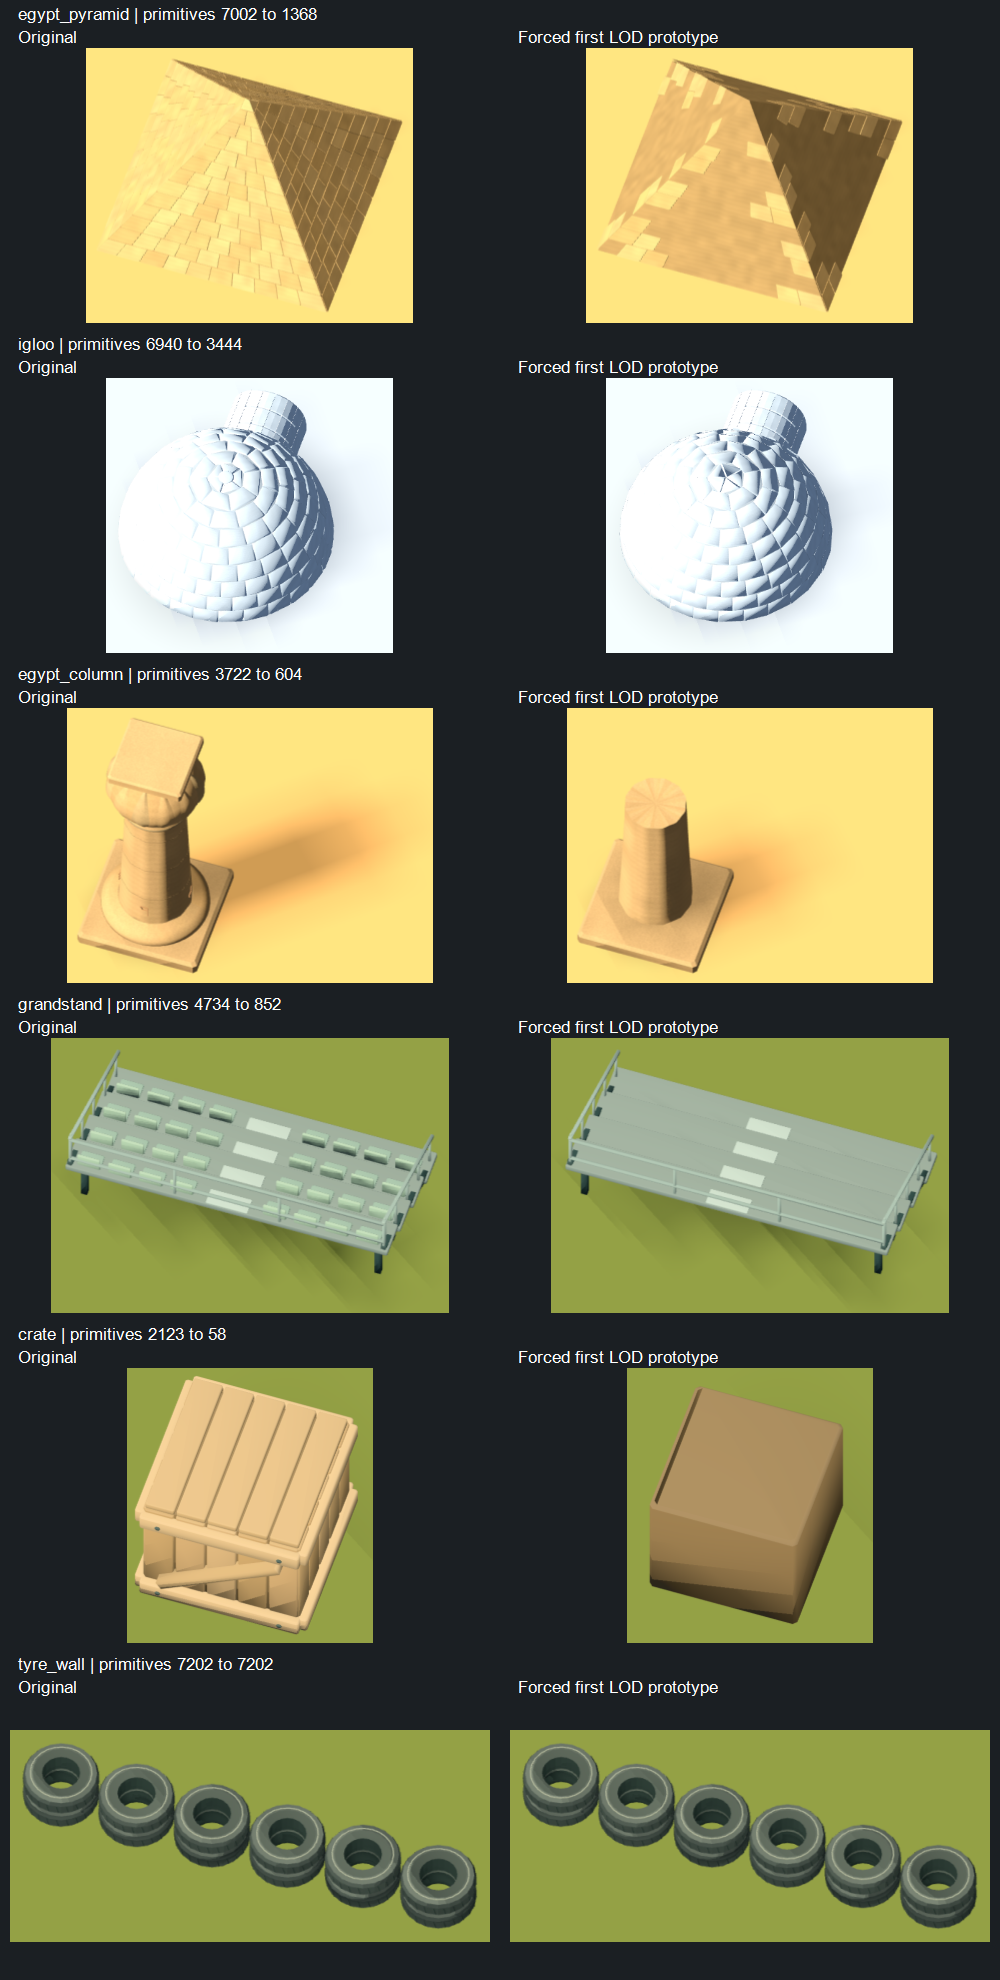 egypt_pyramid | primitives 7002 to 1368
Original
Forced first LOD prototype
igloo | primitives 6940 to 3444
Original
Forced first LOD prototype
egypt_column | primitives 3722 to 604
Original
Forced first LOD prototype
grandstand | primitives 4734 to 852
Original
Forced first LOD prototype
crate | primitives 2123 to 58
Original
Forced first LOD prototype
tyre_wall | primitives 7202 to 7202
Original
Forced first LOD prototype